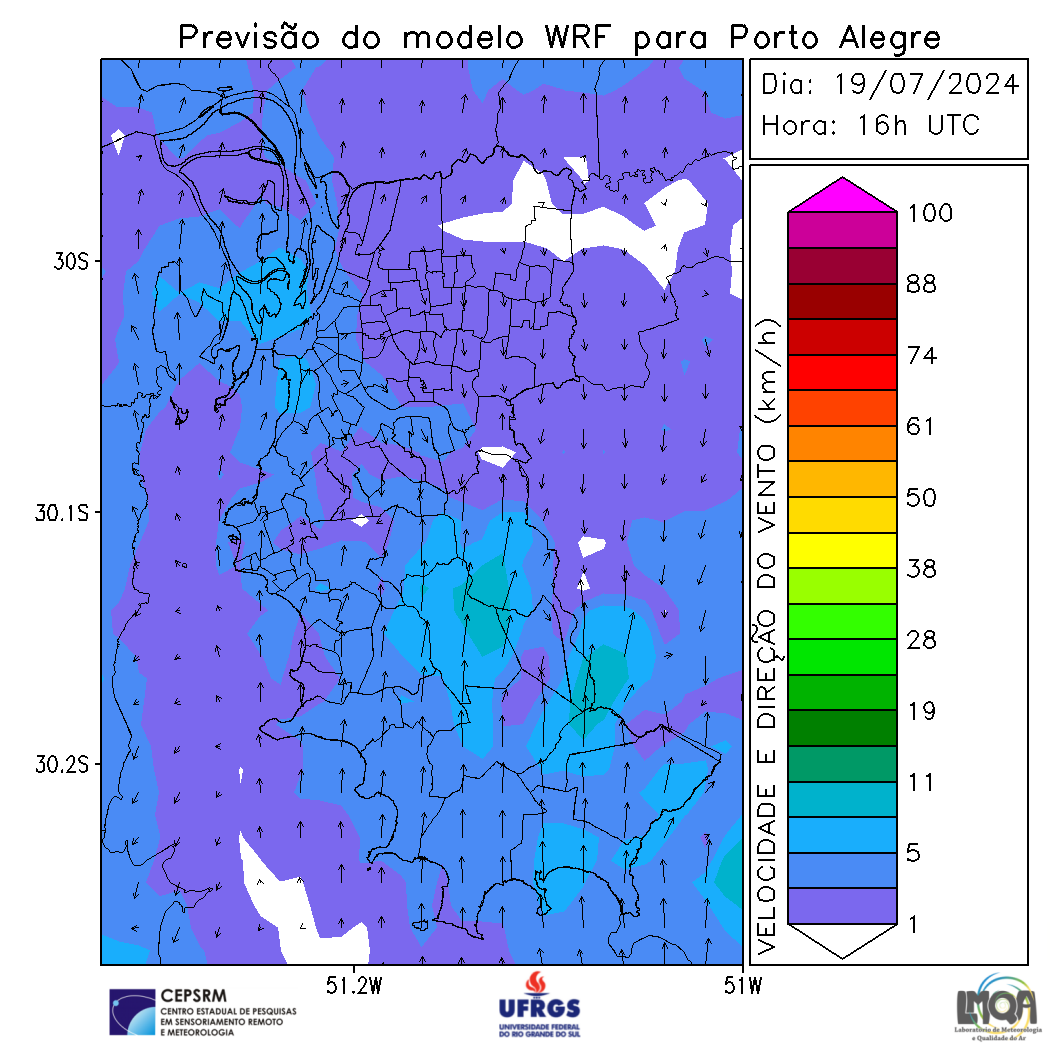 Previsão do modelo WRF para Porto Alegre
Dia: 19/07/2024
Hora: 16h UTC
30S
30.1S
30.2S
51.2W
51W
VELOCIDADE E DIREÇÃO DO VENTO (km/h)
100
88
74
61
50
38
28
19
11
5
1
CEPSRM
CENTRO ESTADUAL DE PESQUISAS
EM SENSORIAMENTO REMOTO
E METEOROLOGIA
UFRGS
UNIVERSIDADE FEDERAL
DO RIO GRANDE DO SUL
LMQA
Laboratório de Meteorologia
e Qualidade do Ar